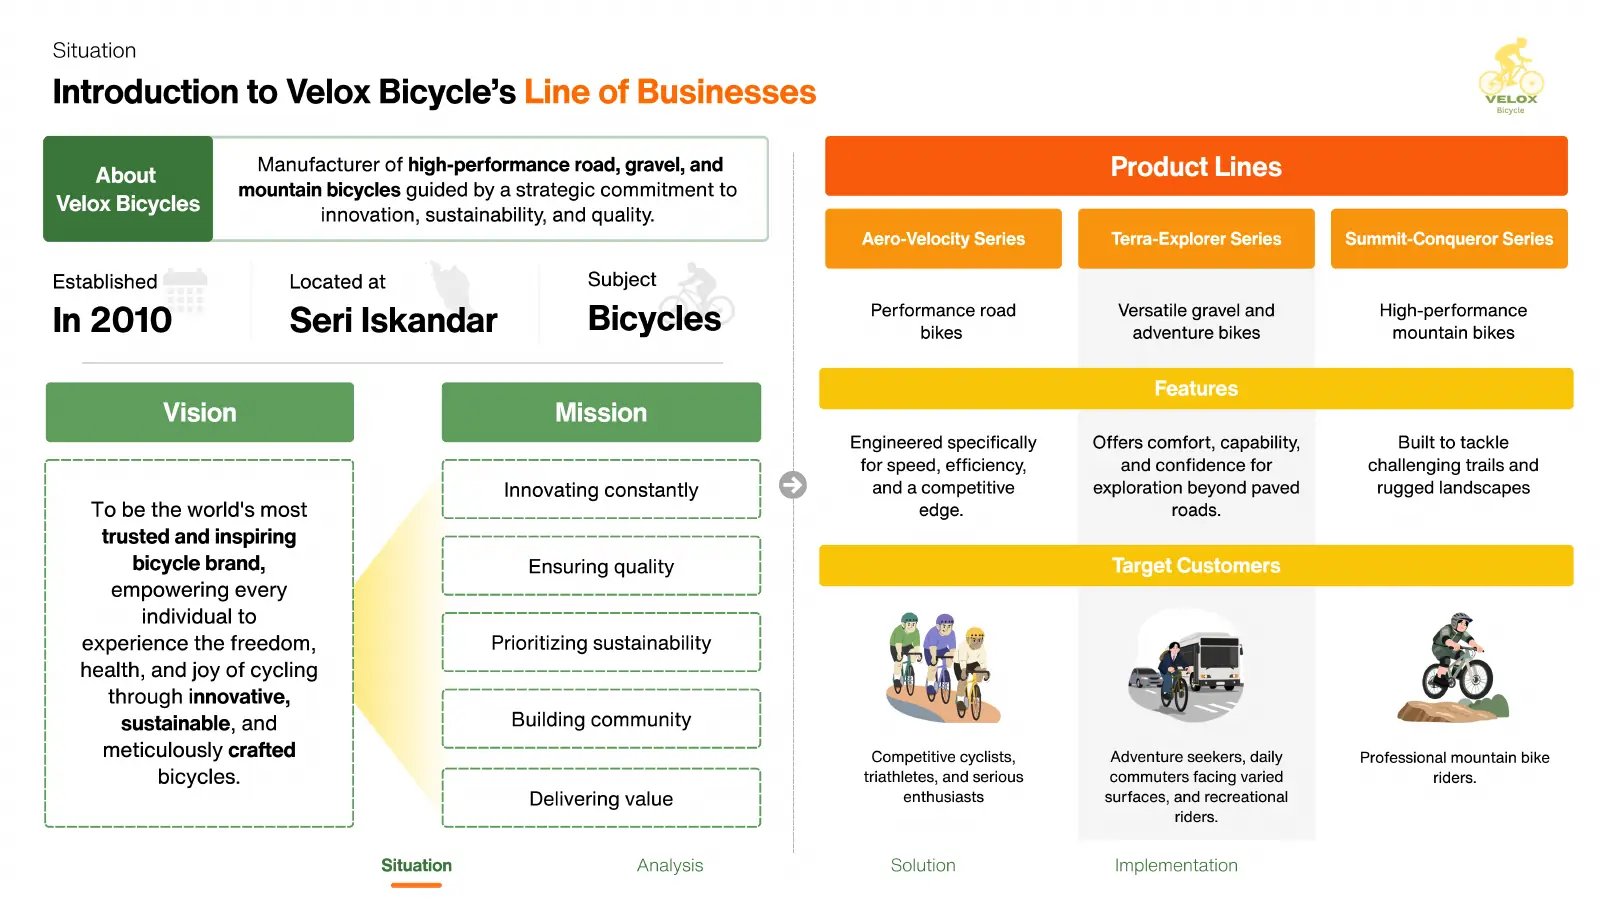 Situation
Introduction to Velox Bicycle’s Line of Businesses
VELOX
Bicycle
About
Velox Bicycles
Manufacturer of high-performance road, gravel, and
mountain bicycles guided by a strategic commitment to
innovation, sustainability, and quality.
Established
In 2010
Located at
Seri Iskandar
Subject
Bicycles
Vision
To be the world's most
trusted and inspiring
bicycle brand,
empowering every
individual to
experience the freedom,
health, and joy of cycling
through innovative,
sustainable, and
meticulously crafted
bicycles.
Mission
Innovating constantly
Ensuring quality
Prioritizing sustainability
Building community
Delivering value
Product Lines
Aero-Velocity Series
Terra-Explorer Series
Summit-Conqueror Series
Performance road
bikes
Versatile gravel and
adventure bikes
High-performance
mountain bikes
Features
Engineered specifically
for speed, efficiency,
and a competitive
edge.
Offers comfort, capability,
and confidence for
exploration beyond paved
roads.
Built to tackle
challenging trails and
rugged landscapes
Target Customers
Competitive cyclists,
triathletes, and serious
enthusiasts
Adventure seekers, daily
commuters facing varied
surfaces, and recreational
riders.
Professional mountain bike
riders.
Situation
Analysis
Solution
Implementation